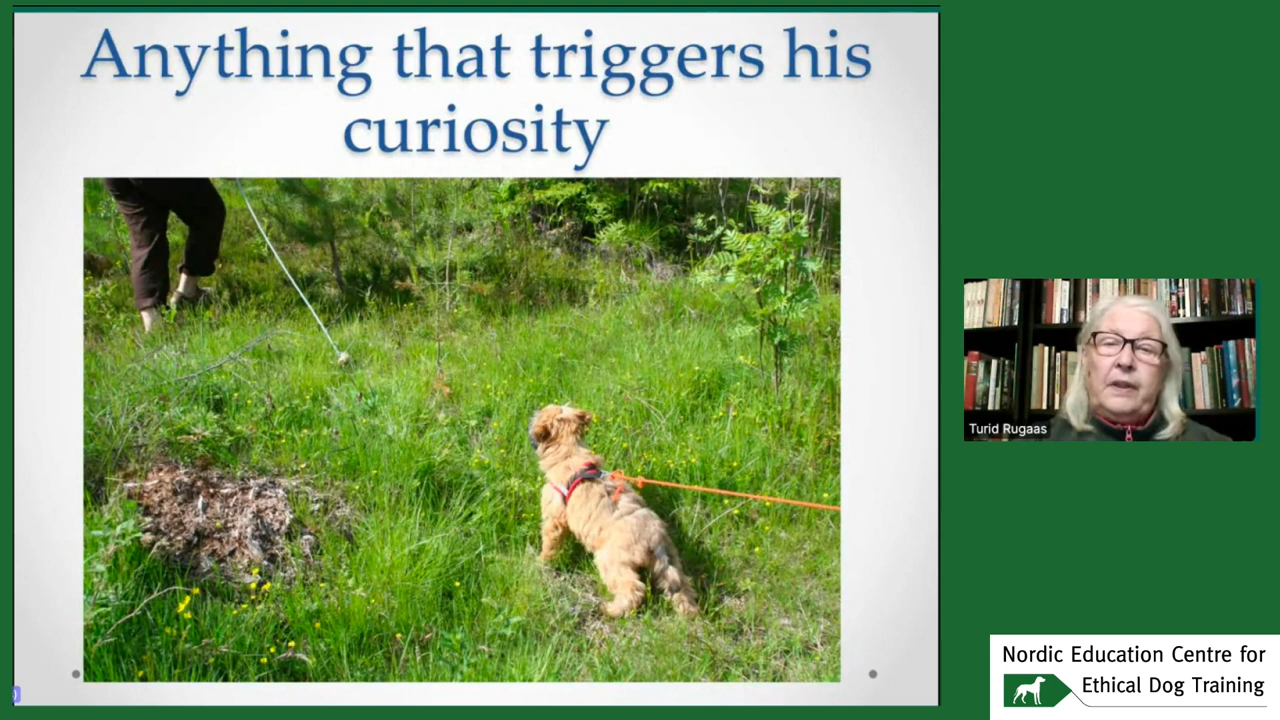 Anything that triggers his
curiosity
Turid Rugaas
Nordic Education Centre for
Ethical Dog Training